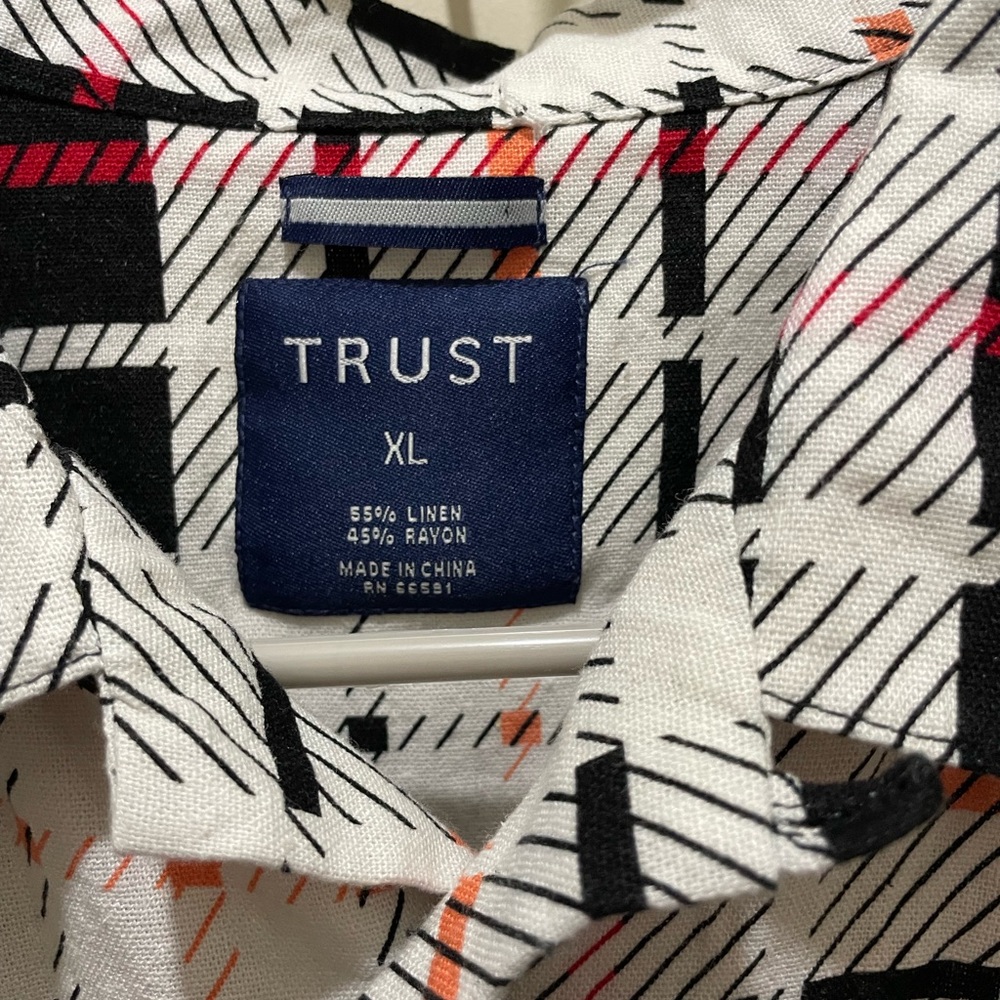 TRUST
XL
55% LINEN
45% RAYON
MADE IN CHINA
RN 66581